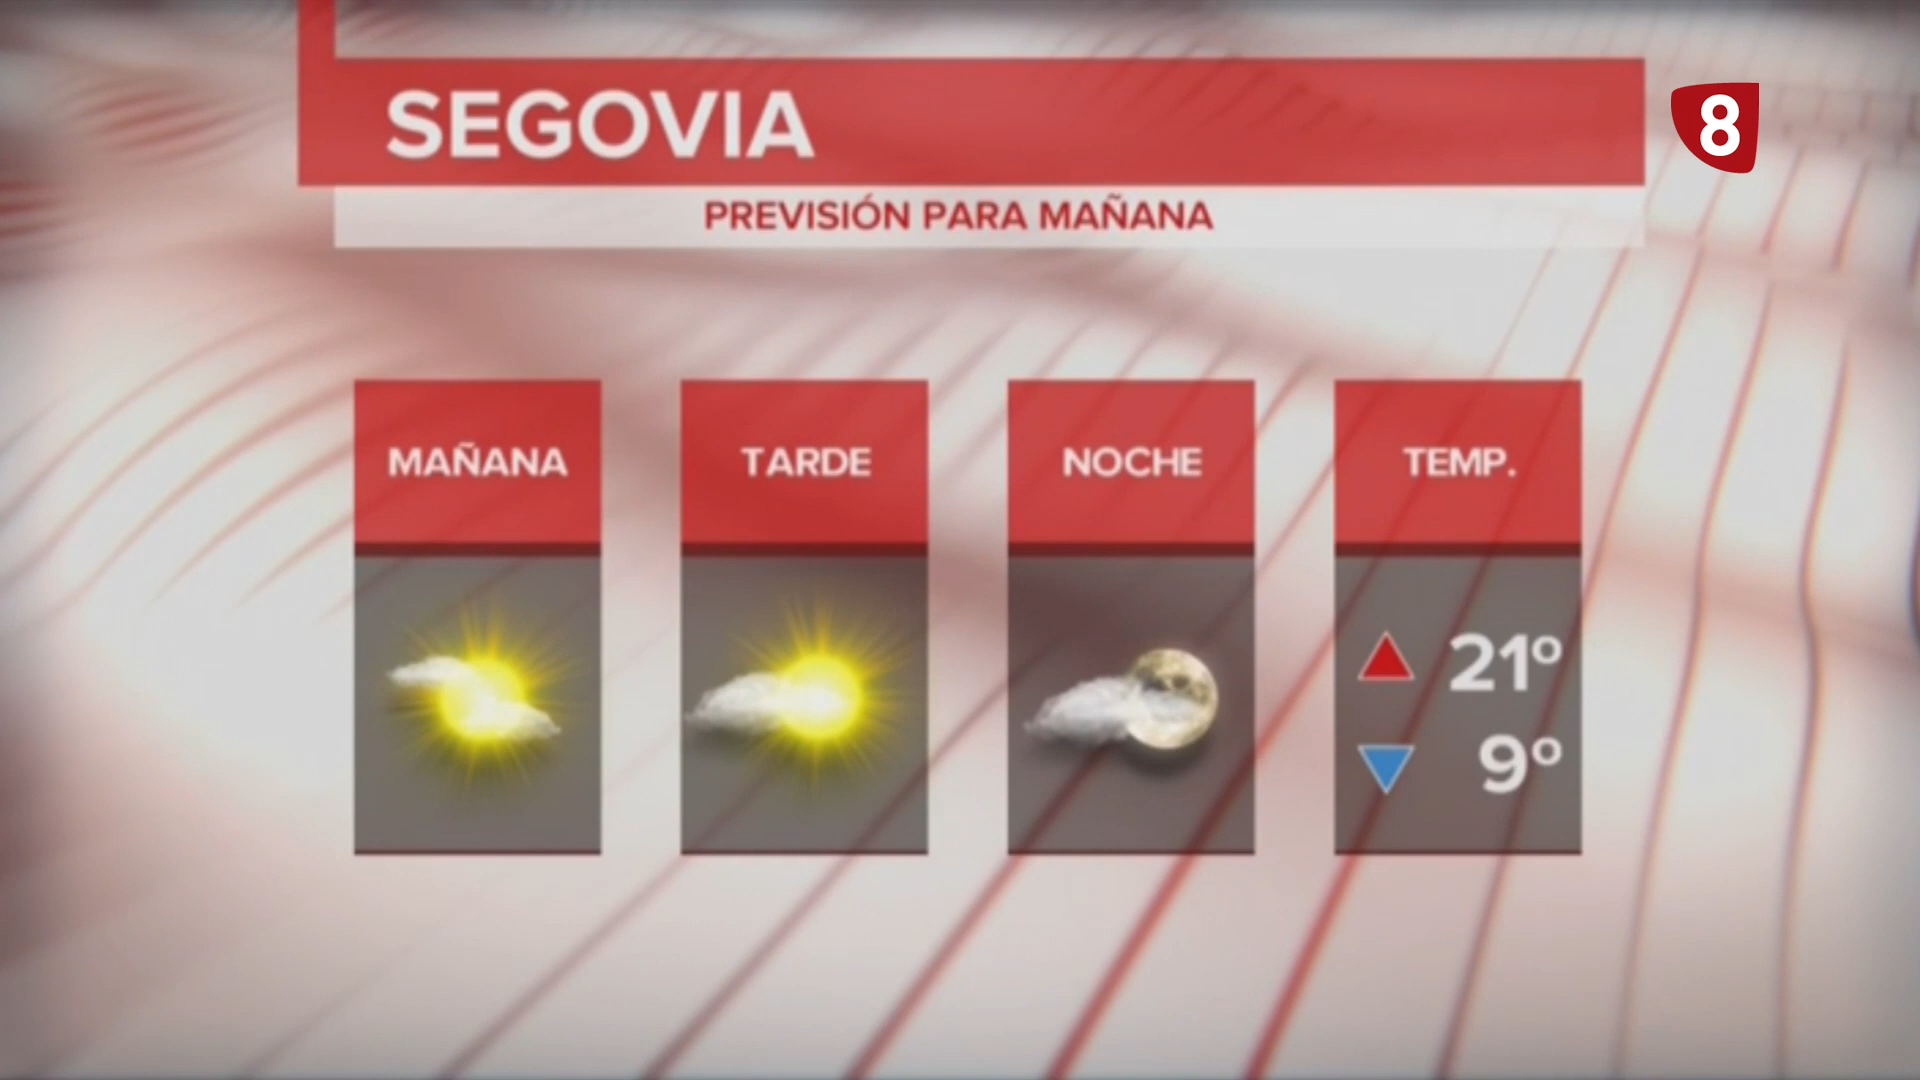 SEGOVIA
8
PREVISIÓN PARA MAÑANA
MAÑANA
TARDE
NOCHE
TEMP.
21º
9º